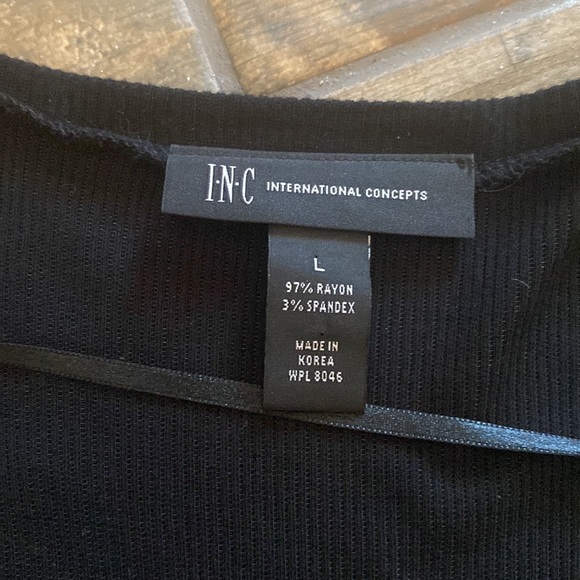 I·N·C INTERNATIONAL CONCEPTS
L
97% RAYON
3% SPANDEX
MADE IN
KOREA
WPL 8046